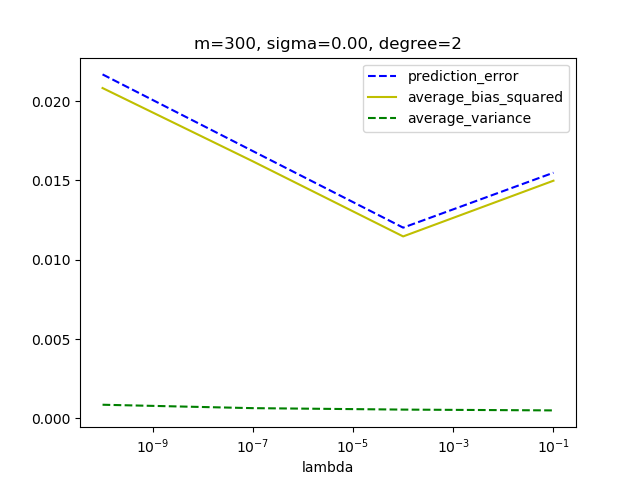 m=300, sigma=0.00, degree=2
prediction_error
average_bias_squared
average_variance
0.020
0.015
0.010
0.005
0.000
10⁻⁹
10⁻⁷
10⁻⁵
10⁻³
10⁻¹
lambda